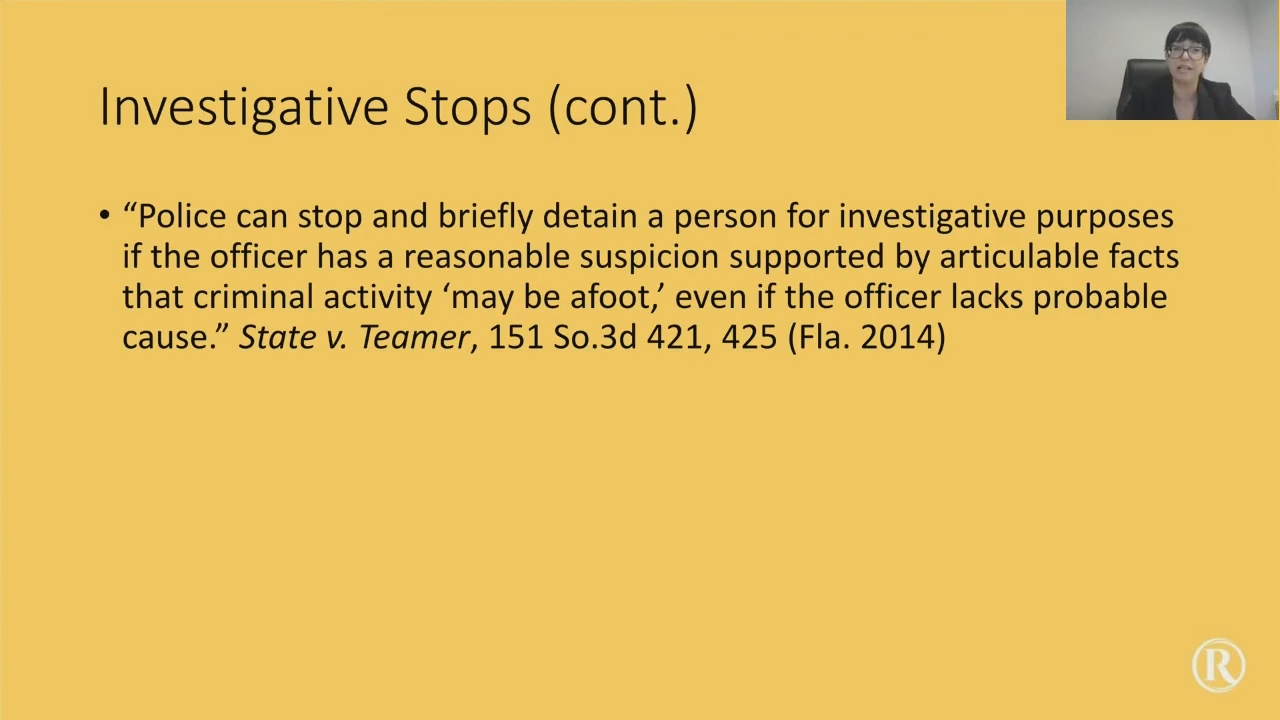 Investigative Stops (cont.)
• “Police can stop and briefly detain a person for investigative purposes
if the officer has a reasonable suspicion supported by articulable facts
that criminal activity ‘may be afoot,’ even if the officer lacks probable
cause.” State v. Teamer, 151 So.3d 421, 425 (Fla. 2014)
R